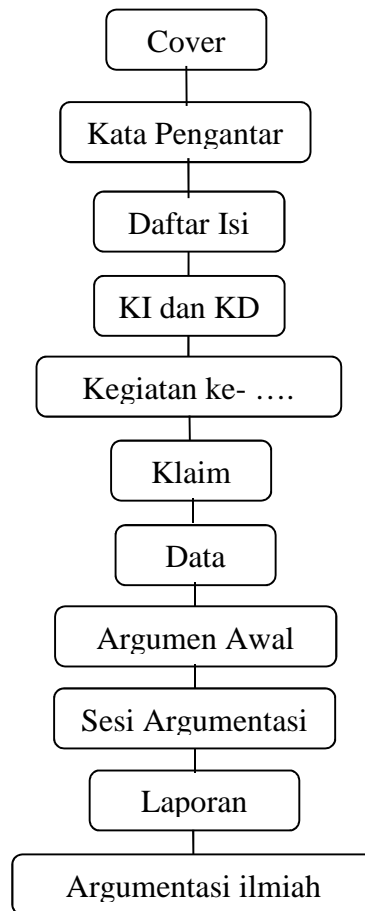 Cover
Kata Pengantar
Daftar Isi
KI dan KD
Kegiatan ke- ….
Klaim
Data
Argumen Awal
Sesi Argumentasi
Laporan
Argumentasi ilmiah